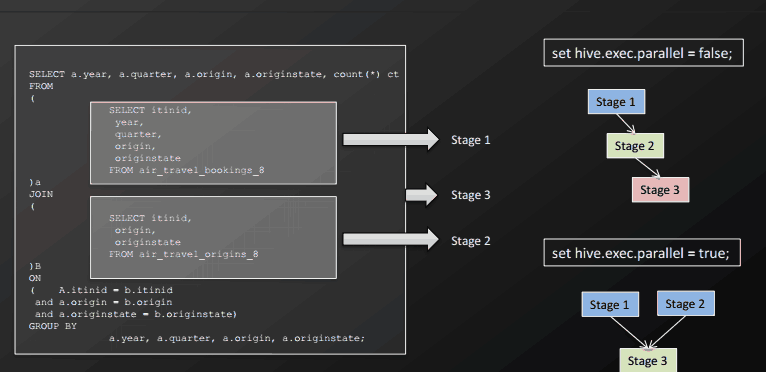 SELECT a.year, a.quarter, a.origin, a.originstate, count(*) ct
FROM
(
SELECT itinid,
year,
quarter,
origin,
originstate
FROM air_travel_bookings_8
)a
JOIN
(
SELECT itinid,
origin,
originstate
FROM air_travel_origins_8
)B
ON
( A.itinid = b.itinid
and a.origin = b.origin
and a.originstate = b.originstate)
GROUP BY
a.year, a.quarter, a.origin, a.originstate;
Stage 1
Stage 3
Stage 2
set hive.exec.parallel = false;
Stage 1
Stage 2
Stage 3
set hive.exec.parallel = true;
Stage 1 Stage 2
Stage 3